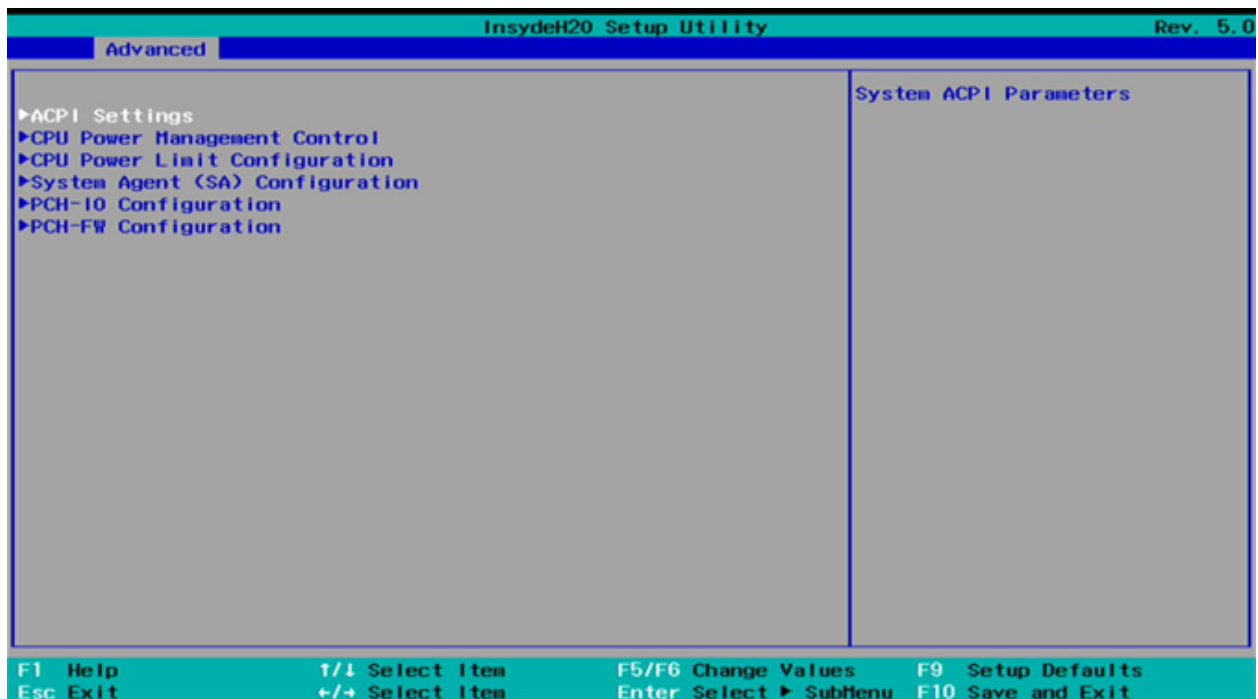 InsydeH2O Setup Utility Rev. 5.0
Advanced
▶ACPI Settings
▶CPU Power Management Control
▶CPU Power Limit Configuration
▶System Agent (SA) Configuration
▶PCH-IO Configuration
▶PCH-FW Configuration
System ACPI Parameters
F1 Help ↑/↓ Select Item F5/F6 Change Values F9 Setup Defaults
Esc Exit ←/→ Select Item Enter Select ▶ SubMenu F10 Save and Exit